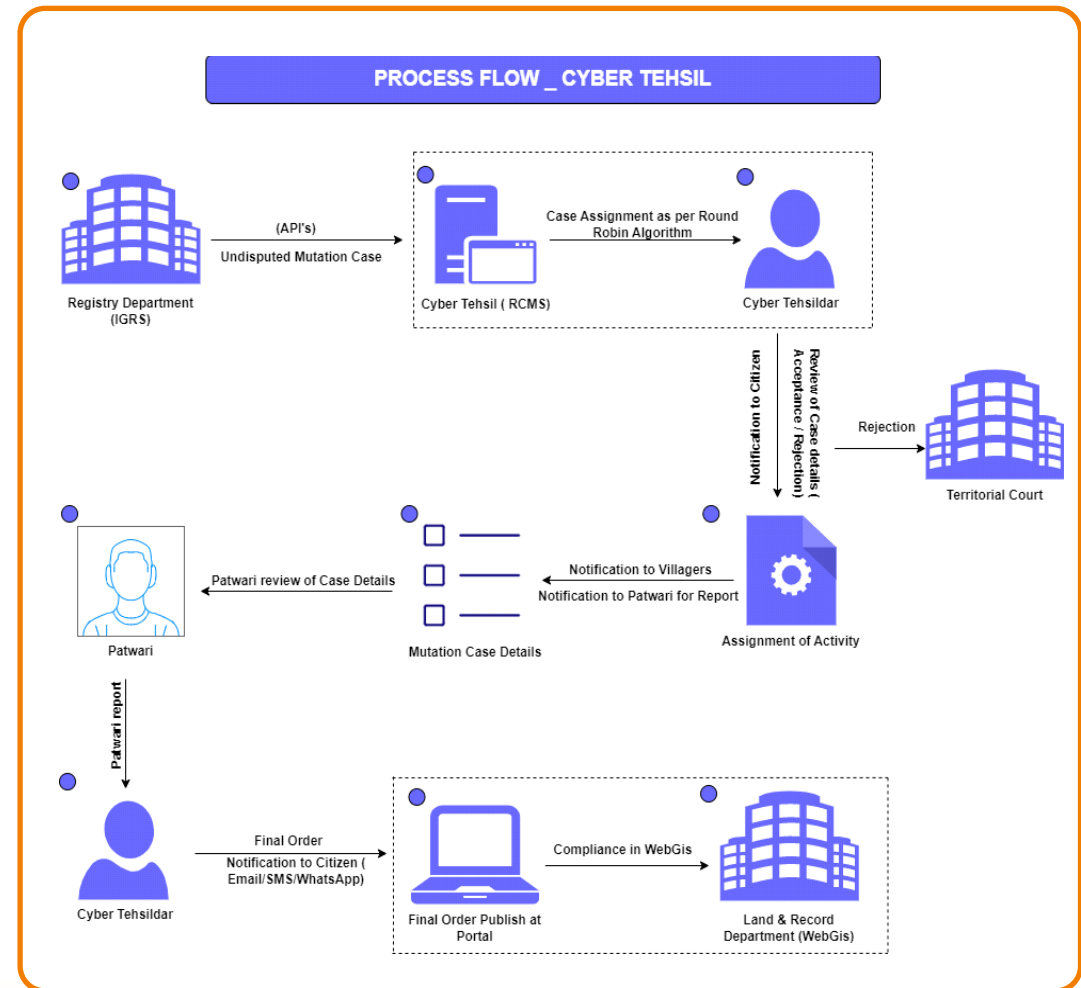 PROCESS FLOW _ CYBER TEHSIL
(API's)
Undisputed Mutation Case
Registry Department
(IGRS)
Case Assignment as per Round
Robin Algorithm
Cyber Tehsil ( RCMS)
Cyber Tehsildar
Notification to Citizen
Review of Case details (
Acceptance / Rejection)
Rejection
Territorial Court
Patwari review of Case Details
Notification to Villagers
Notification to Patwari for Report
Patwari
Mutation Case Details
Assignment of Activity
Patwari report
Final Order
Notification to Citizen (
Email/SMS/WhatsApp)
Compliance in WebGis
Cyber Tehsildar
Final Order Publish at
Portal
Land & Record
Department (WebGis)